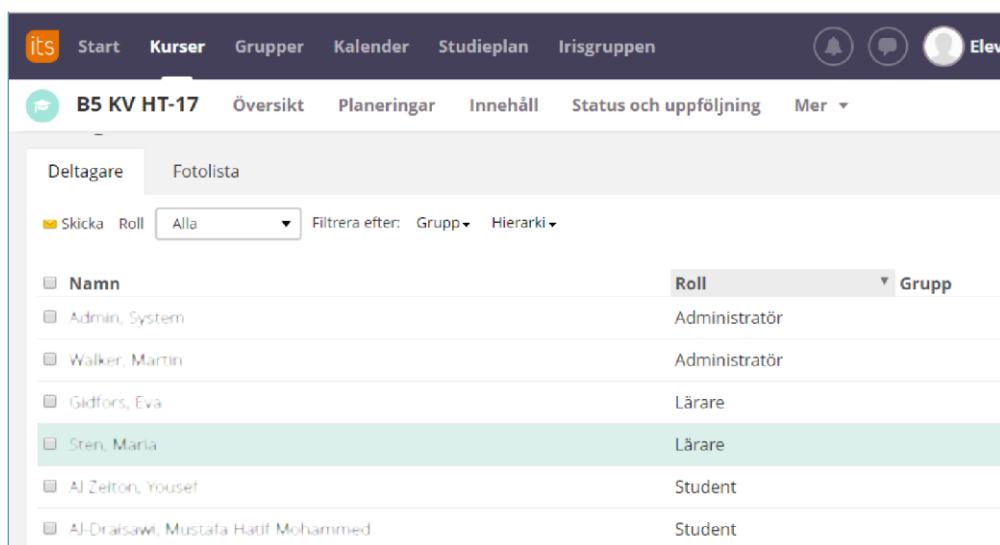 its Start Kurser Grupper Kalender Studieplan Irisgruppen Elev
B5 KV HT-17 Översikt Planeringar Innehåll Status och uppföljning Mer
Deltagare Fotolista
Skicka Roll Alla Filtrera efter: Grupp Hierarki
Namn Roll Grupp
Admin, System Administratör
Walker, Martin Administratör
Gidfors, Eva Lärare
Sten, Maria Lärare
Al Zeiton, Yousef Student
Al-Draisawi, Mustafa Hatif Mohammed Student